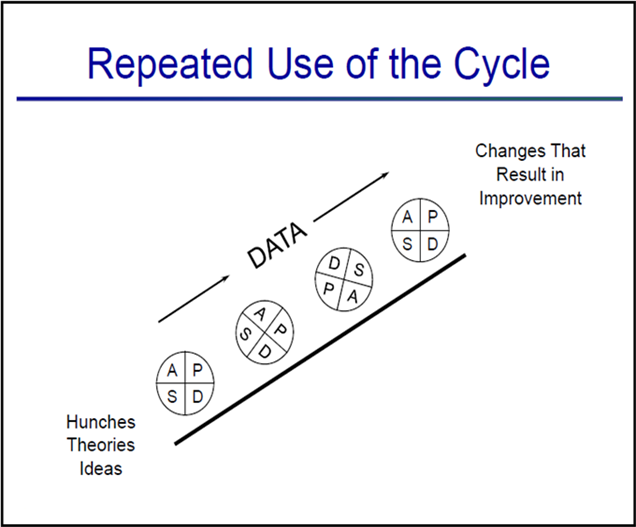 Repeated Use of the Cycle
Changes That
Result in
Improvement
DATA
A P
S D
D S
P A
A P
S D
A P
S D
Hunches
Theories
Ideas